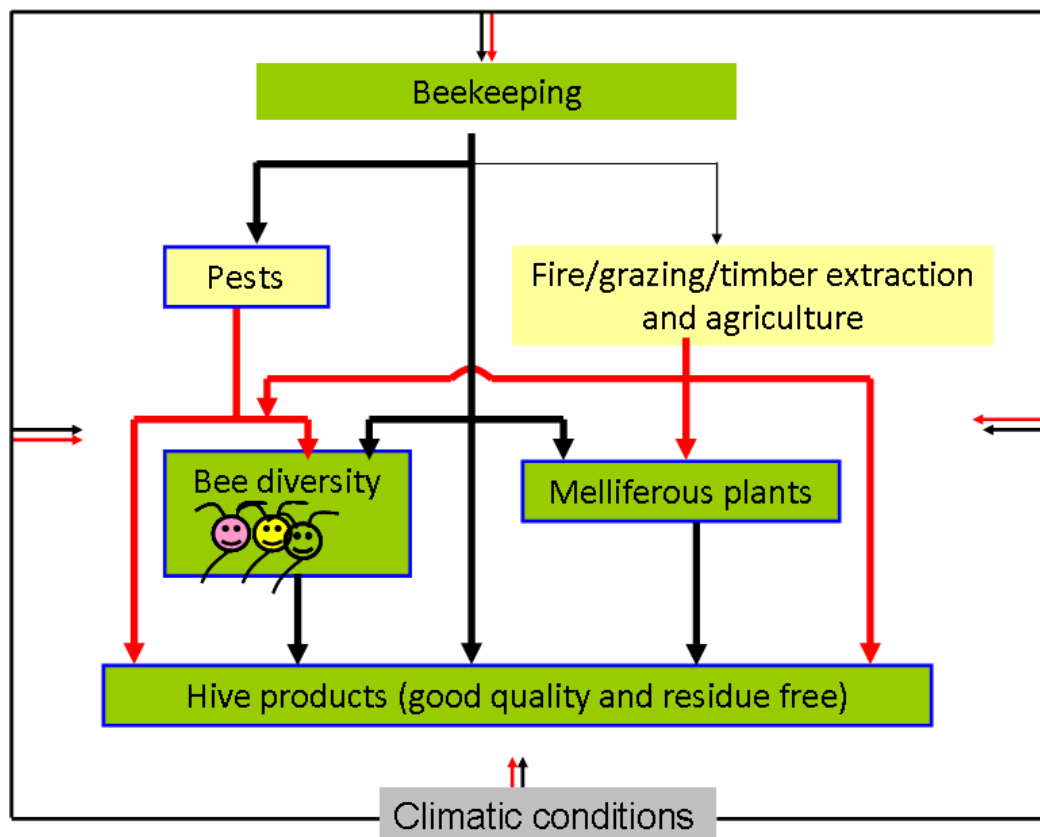 Beekeeping
Pests
Fire/grazing/timber extraction
and agriculture
Bee diversity
Melliferous plants
Hive products (good quality and residue free)
Climatic conditions